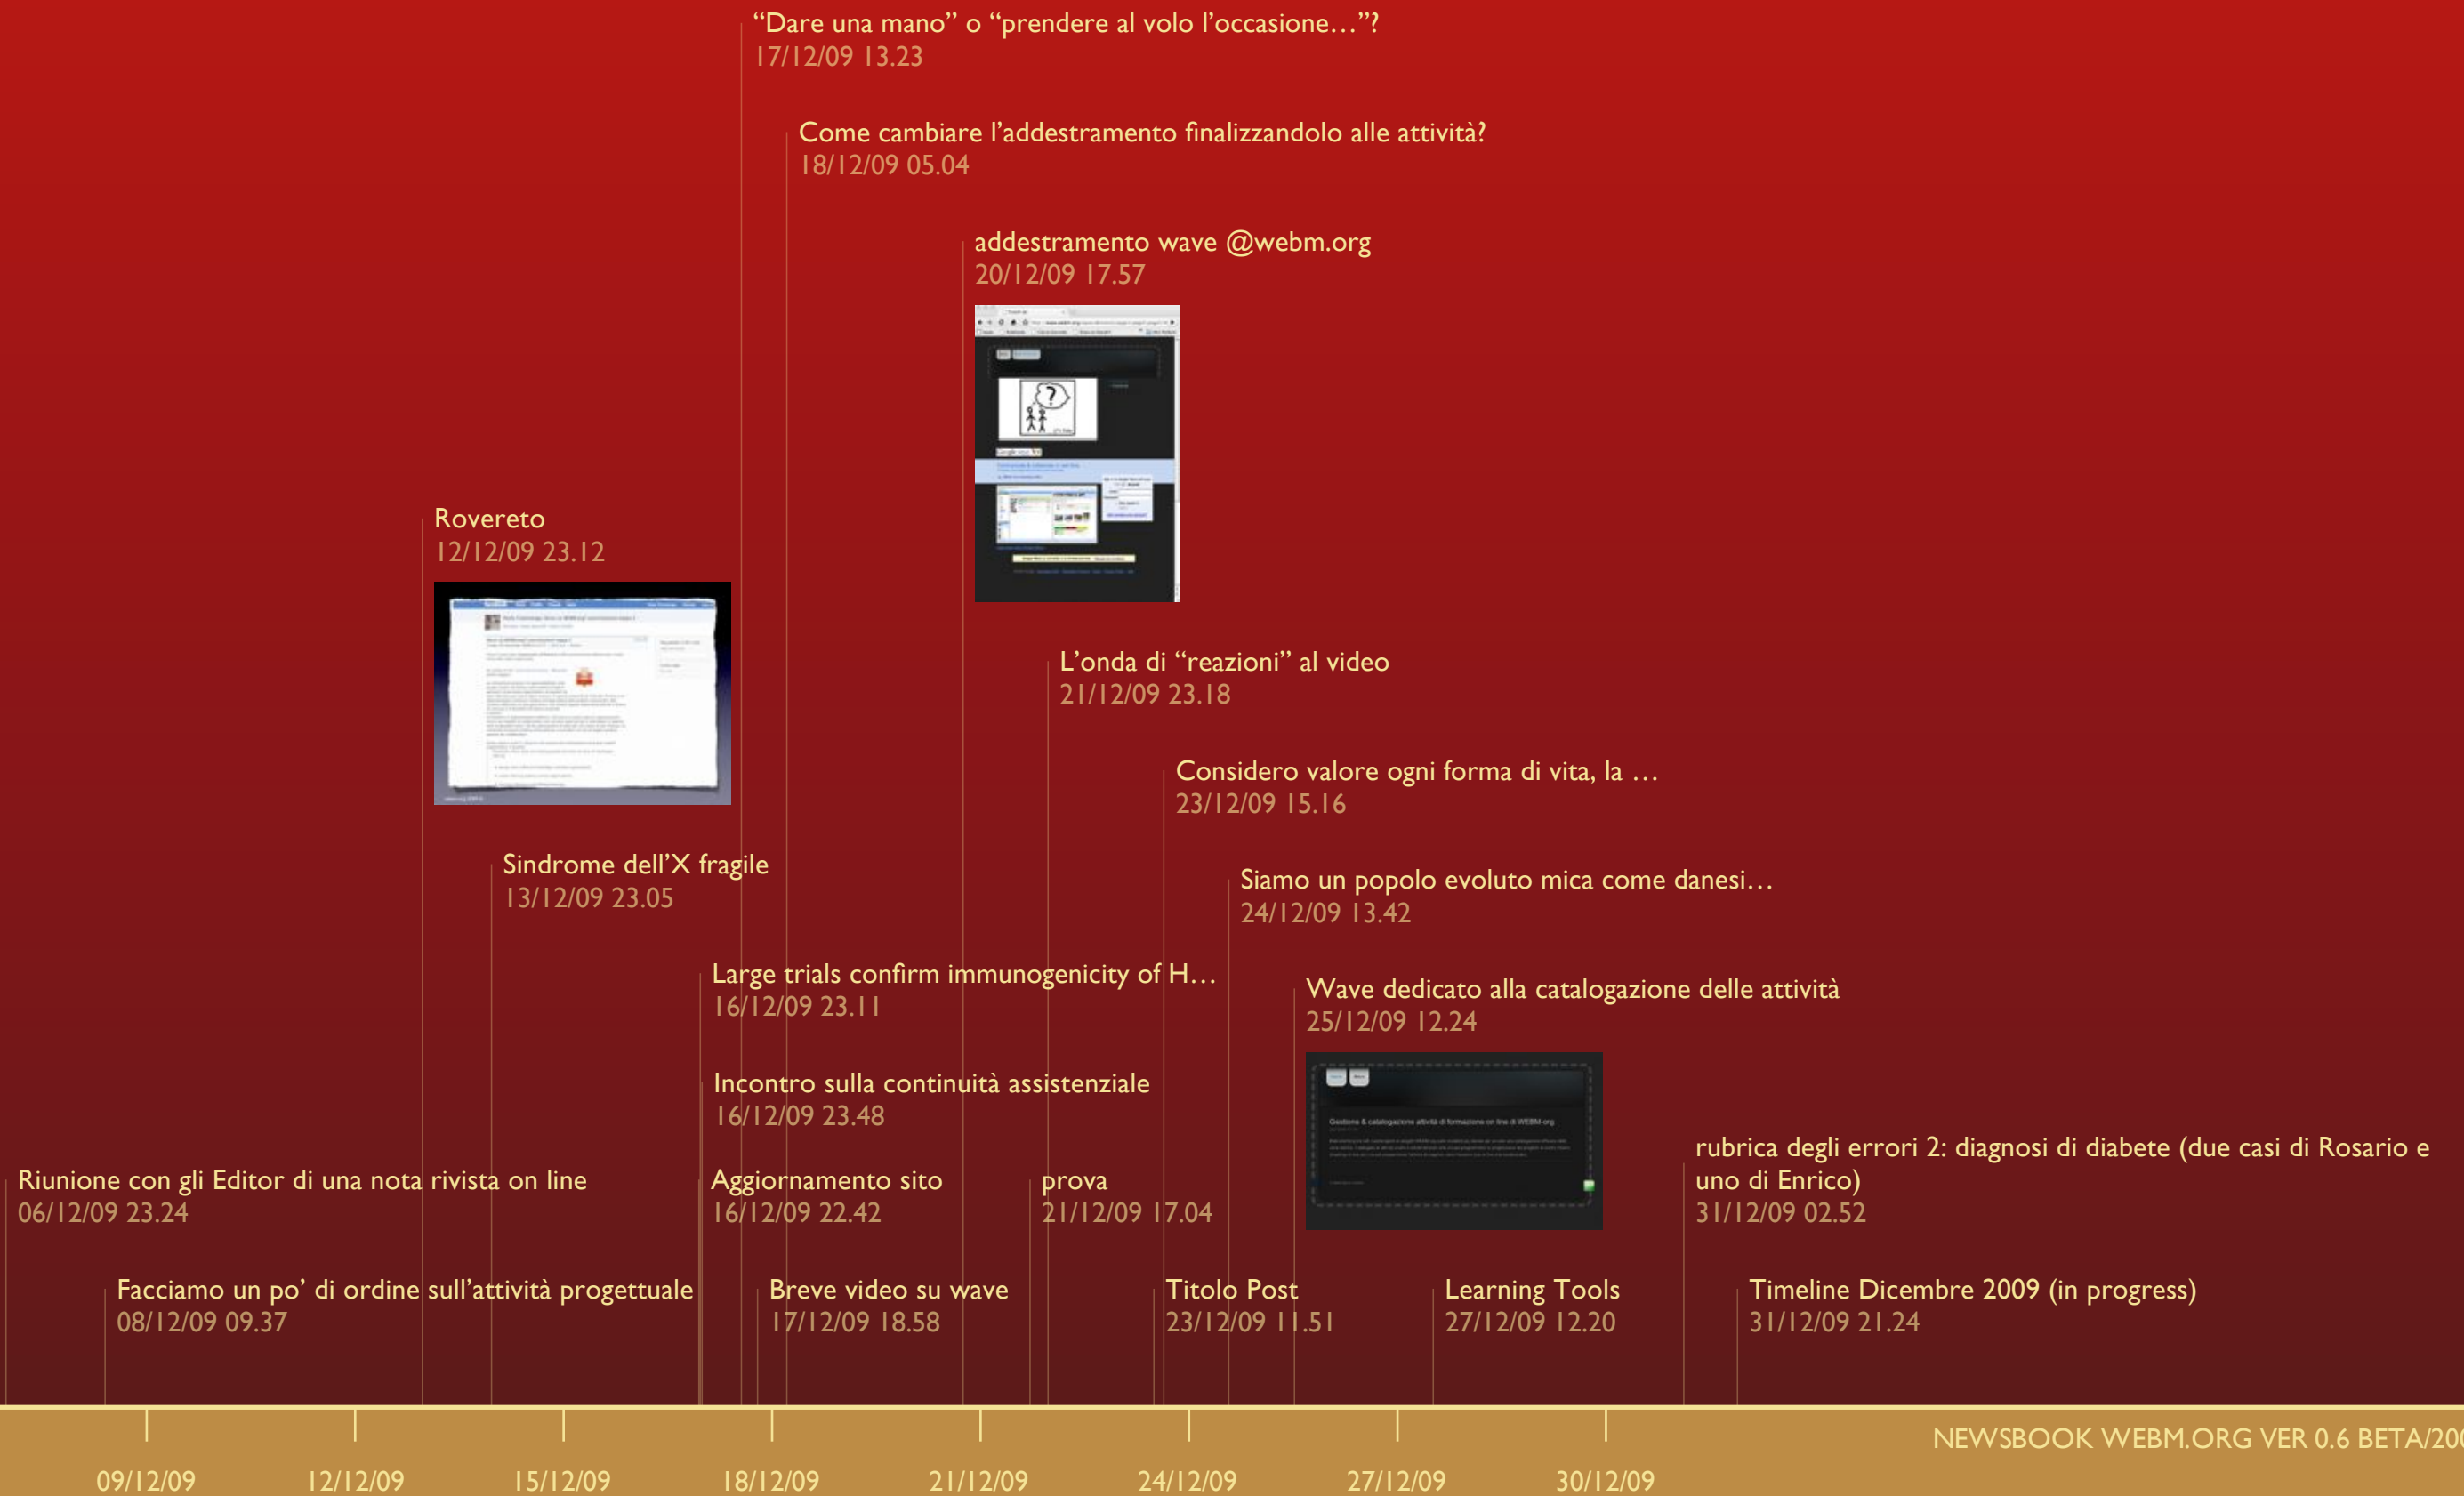 “Dare una mano” o “prendere al volo l’occasione…”?
17/12/09 13.23
Come cambiare l’addestramento finalizzandolo alle attività?
18/12/09 05.04
addestramento wave @webm.org
20/12/09 17.57
?
Rovereto
12/12/09 23.12
L’onda di “reazioni” al video
21/12/09 23.18
Considero valore ogni forma di vita, la …
23/12/09 15.16
Sindrome dell’X fragile
13/12/09 23.05
Siamo un popolo evoluto mica come danesi…
24/12/09 13.42
Large trials confirm immunogenicity of H…
16/12/09 23.11
Wave dedicato alla catalogazione delle attività
25/12/09 12.24
Gestione & catalogazione attività di formazione on line di WEBM-org
Incontro sulla continuità assistenziale
16/12/09 23.48
rubrica degli errori 2: diagnosi di diabete (due casi di Rosario e
uno di Enrico)
31/12/09 02.52
Riunione con gli Editor di una nota rivista on line
06/12/09 23.24
Aggiornamento sito
16/12/09 22.42
prova
21/12/09 17.04
Facciamo un po’ di ordine sull’attività progettuale
08/12/09 09.37
Breve video su wave
17/12/09 18.58
Titolo Post
23/12/09 11.51
Learning Tools
27/12/09 12.20
Timeline Dicembre 2009 (in progress)
31/12/09 21.24
NEWSBOOK WEBM.ORG VER 0.6 BETA/200
09/12/09
12/12/09
15/12/09
18/12/09
21/12/09
24/12/09
27/12/09
30/12/09